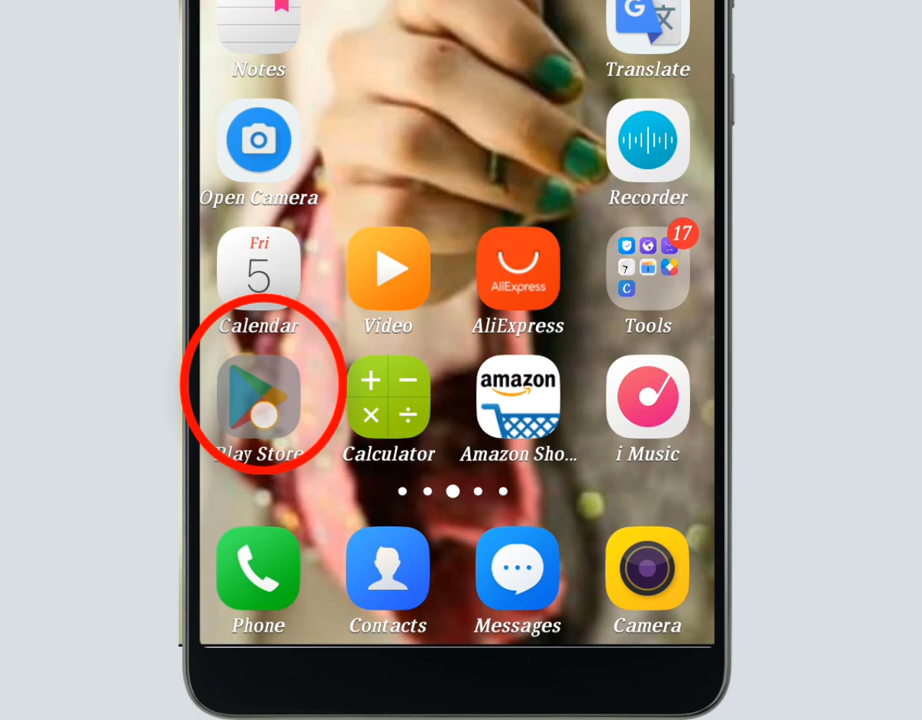 Notes
Translate
Open Camera
Recorder
Fri
5
17
AliExpress
Calendar
Video
AliExpress
Tools
amazon
Play Store
Calculator
Amazon Sho...
i Music
Phone
Contacts
Messages
Camera